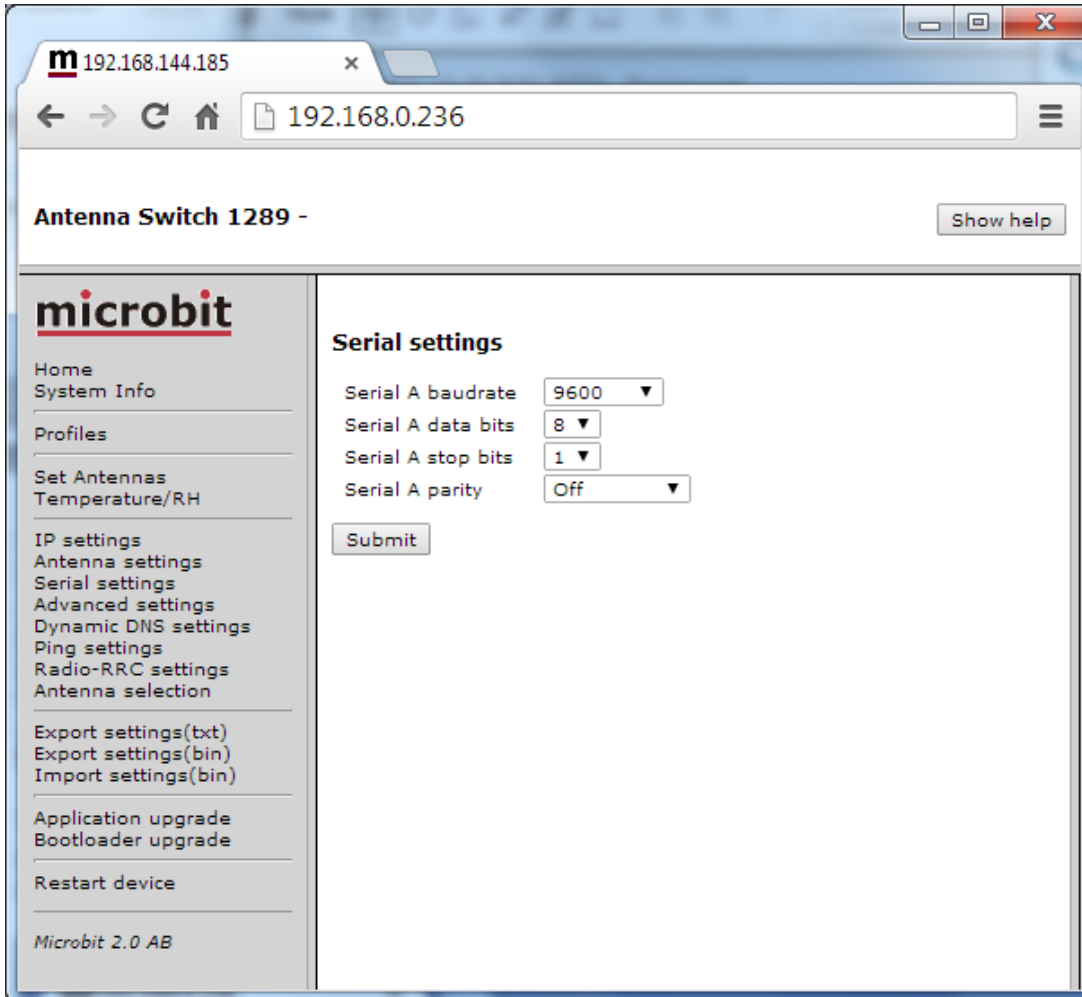 m 192.168.144.185
192.168.0.236
Antenna Switch 1289 -
Show help
microbit
Home
System Info
Profiles
Set Antennas
Temperature/RH
IP settings
Antenna settings
Serial settings
Advanced settings
Dynamic DNS settings
Ping settings
Radio-RRC settings
Antenna selection
Export settings(txt)
Export settings(bin)
Import settings(bin)
Application upgrade
Bootloader upgrade
Restart device
Microbit 2.0 AB
Serial settings
Serial A baudrate 9600
Serial A data bits 8
Serial A stop bits 1
Serial A parity Off
Submit